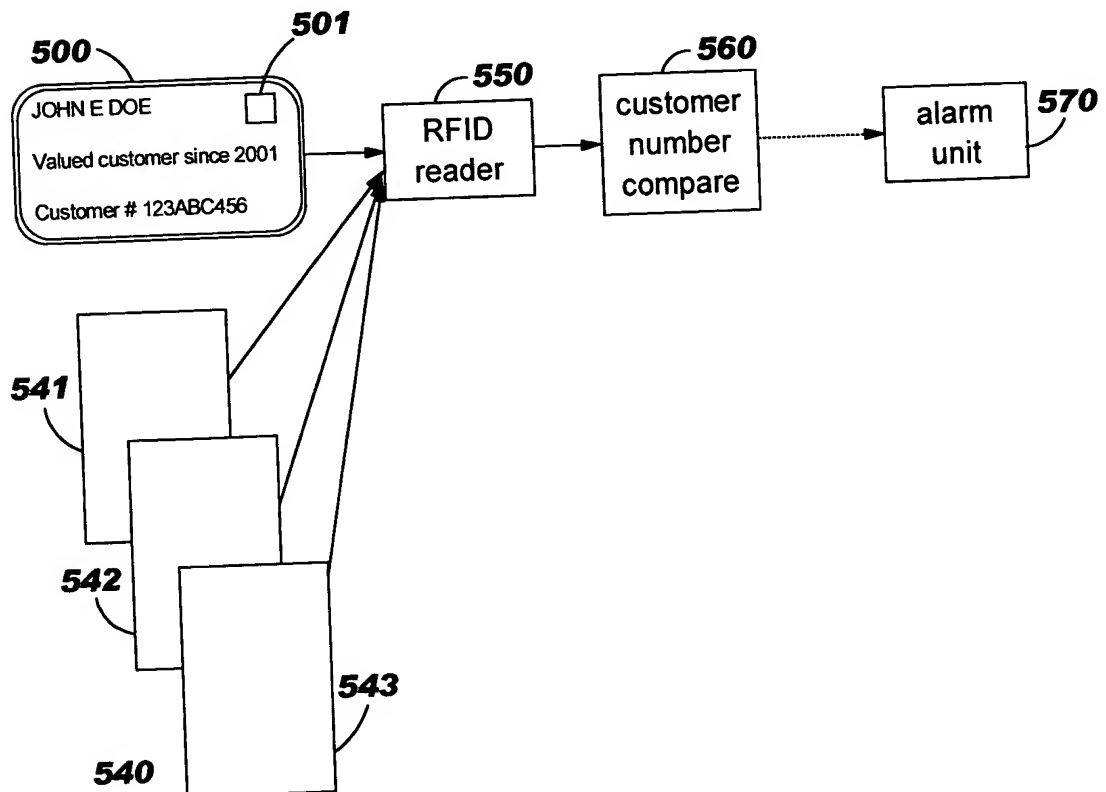 501
500
JOHN E DOE
Valued customer since 2001
Customer # 123ABC456
550
RFID
reader
560
customer
number
compare
alarm
unit
570
541
542
543
540